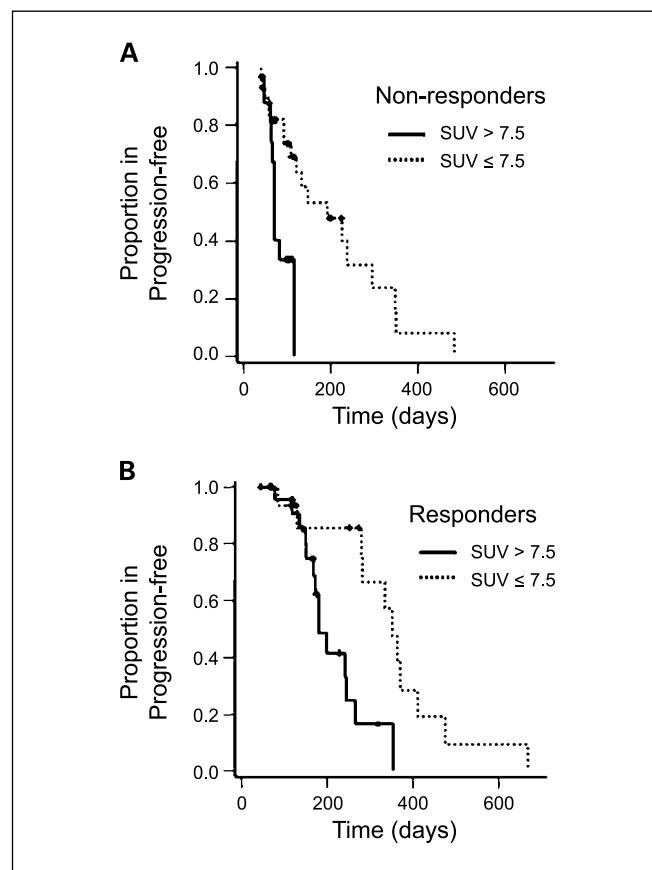 A
Non-responders
SUV > 7.5
SUV ≤ 7.5
Proportion in
Progression-free
1.0
0.8
0.6
0.4
0.2
0.0
0 200 400 600
Time (days)
B
Responders
SUV > 7.5
SUV ≤ 7.5
Proportion in
Progression-free
1.0
0.8
0.6
0.4
0.2
0.0
0 200 400 600
Time (days)